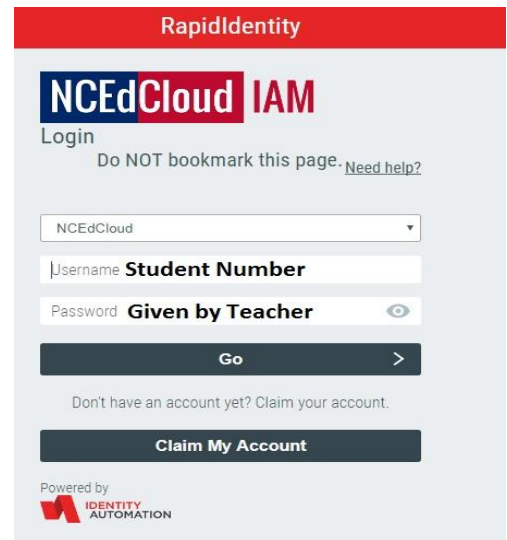 RapidIdentity
NCEdCloud IAM
Login
Do NOT bookmark this page. Need help?
NCEdCloud
Username Student Number
Password Given by Teacher
Go
Don't have an account yet? Claim your account.
Claim My Account
Powered by
IDENTITY
AUTOMATION